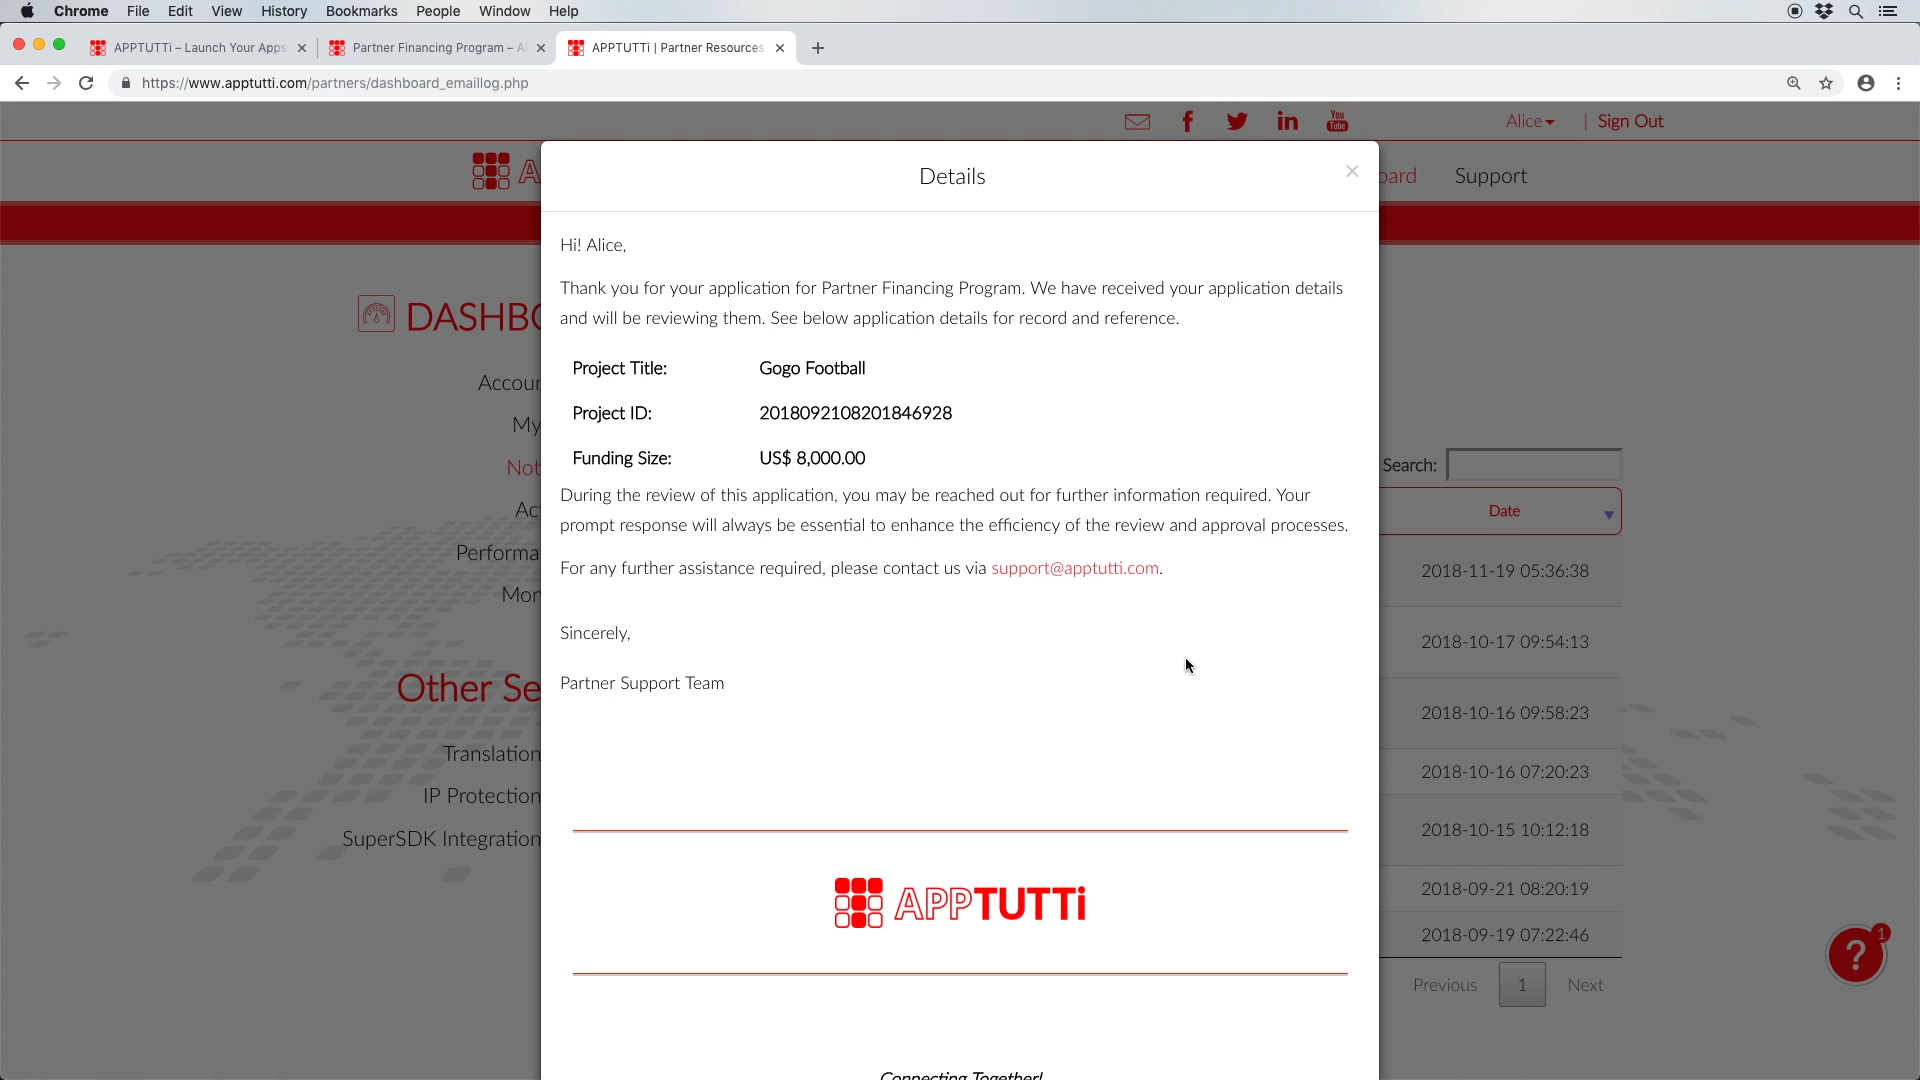 Chrome File Edit View History Bookmarks People Window Help
APPTUTTi – Launch Your Apps
Partner Financing Program – A
APPTUTTi | Partner Resources
https://www.apptutti.com/partners/dashboard_emaillog.php
You Tube
Alice | Sign Out
A
Details
oard Support
Hi! Alice,
Thank you for your application for Partner Financing Program. We have received your application details
and will be reviewing them. See below application details for record and reference.
DASHBO
Project Title: Gogo Football
Accoun
Project ID: 2018092108201846928
My
Funding Size: US$ 8,000.00
Not
Search:
During the review of this application, you may be reached out for further information required. Your
prompt response will always be essential to enhance the efficiency of the review and approval processes.
Date
Ac
Performa
For any further assistance required, please contact us via support@apptutti.com.
2018-11-19 05:36:38
Mon
Sincerely,
2018-10-17 09:54:13
Partner Support Team
Other Se
2018-10-16 09:58:23
Translation
2018-10-16 07:20:23
IP Protection
SuperSDK Integration
2018-10-15 10:12:18
APPTUTTi
2018-09-21 08:20:19
2018-09-19 07:22:46
? 1
Previous 1 Next
Connecting Together!